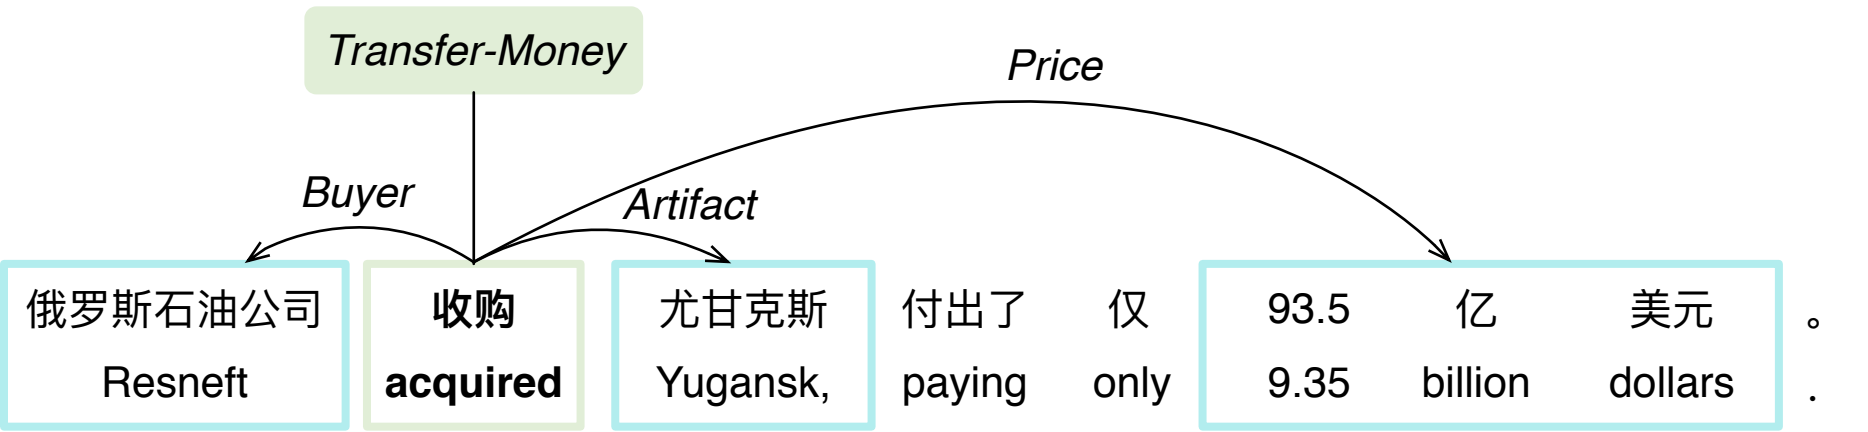 Transfer-Money
Price
Buyer
Artifact
俄罗斯石油公司 收购 尤甘克斯 付出了 仅 93.5 亿 美元 。
Resneft acquired Yugansk, paying only 9.35 billion dollars .